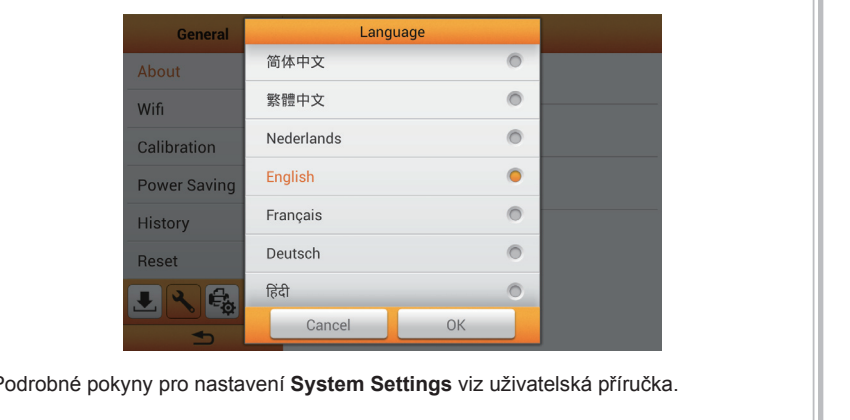 General
Language
About
Wifi
Calibration
Power Saving
History
Reset
简体中文
繁體中文
Nederlands
English
Français
Deutsch
हिंदी
Cancel
OK
Podrobné pokyny pro nastavení System Settings viz uživatelská příručka.